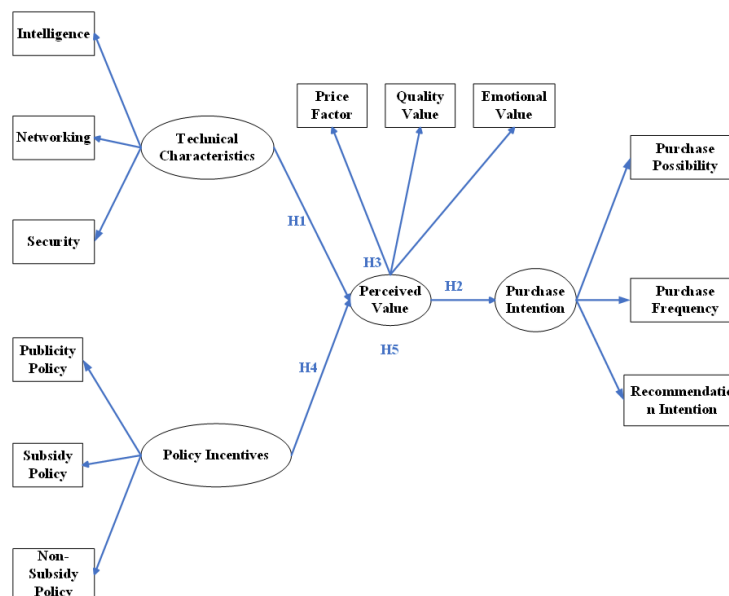 Intelligence
Networking
Security
Technical
Characteristics
H1
Price
Factor
Quality
Value
Emotional
Value
H3
Perceived
Value
H2
H5
Purchase
Intention
Purchase
Possibility
Purchase
Frequency
Recommendatio
n Intention
Publicity
Policy
Subsidy
Policy
Non-
Subsidy
Policy
Policy Incentives
H4